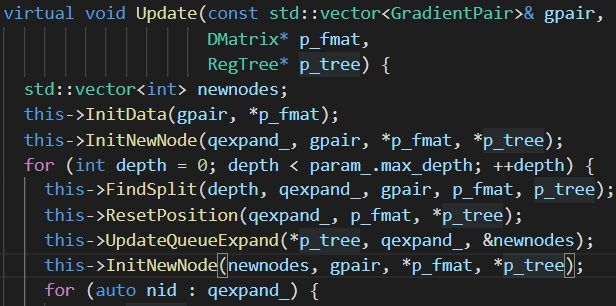 virtual void Update(const std::vector<GradientPair>& gpair,
DMatrix* p_fmat,
RegTree* p_tree) {
std::vector<int> newnodes;
this->InitData(gpair, *p_fmat);
this->InitNewNode(qexpand_, gpair, *p_fmat, *p_tree);
for (int depth = 0; depth < param_.max_depth; ++depth) {
this->FindSplit(depth, qexpand_, gpair, p_fmat, p_tree);
this->ResetPosition(qexpand_, p_fmat, *p_tree);
this->UpdateQueueExpand(*p_tree, qexpand_, &newnodes);
this->InitNewNode(newnodes, gpair, *p_fmat, *p_tree);
for (auto nid : qexpand_) {